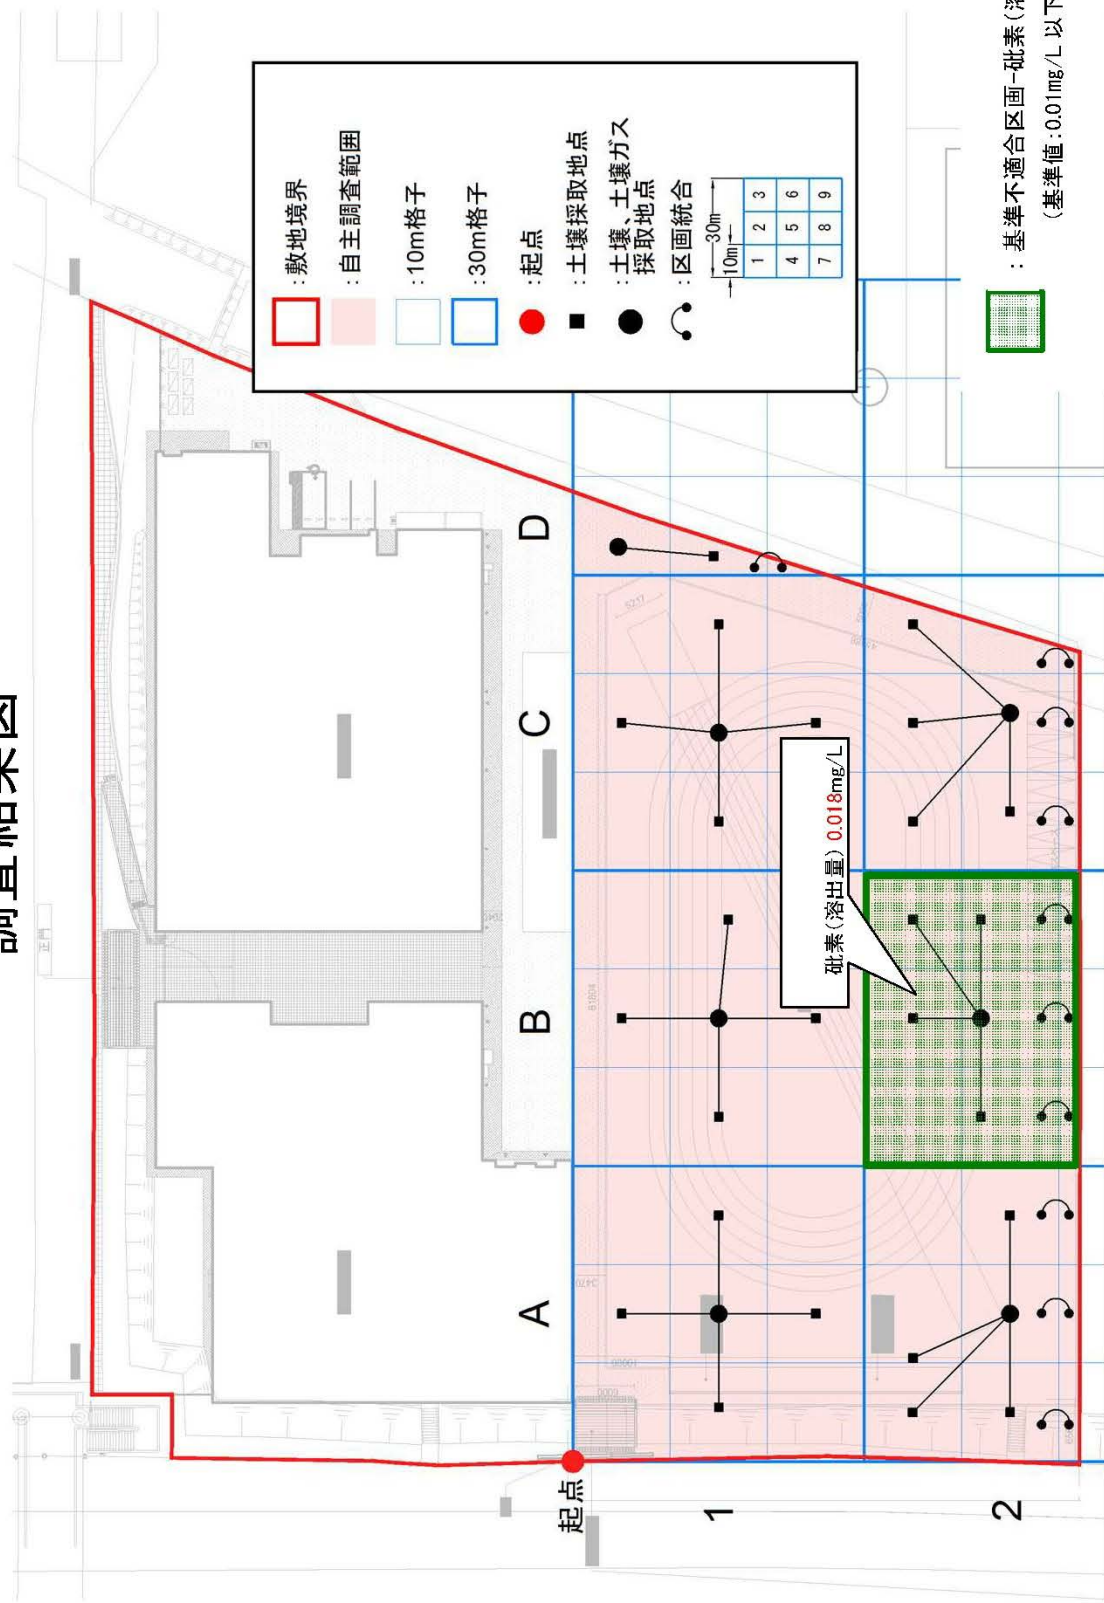 調査結果図
正門
:敷地境界
:自主調査範囲
:10m格子
:30m格子
:起点
:土壌採取地点
:土壌、土壌ガス
採取地点
:区画統合
30m
10m
1 2 3
4 5 6
7 8 9
A B C D
起点
1
2
砒素(溶出量) 0.018mg/L
:基準不適合区画-砒素(溶
(基準値:0.01mg/L 以下